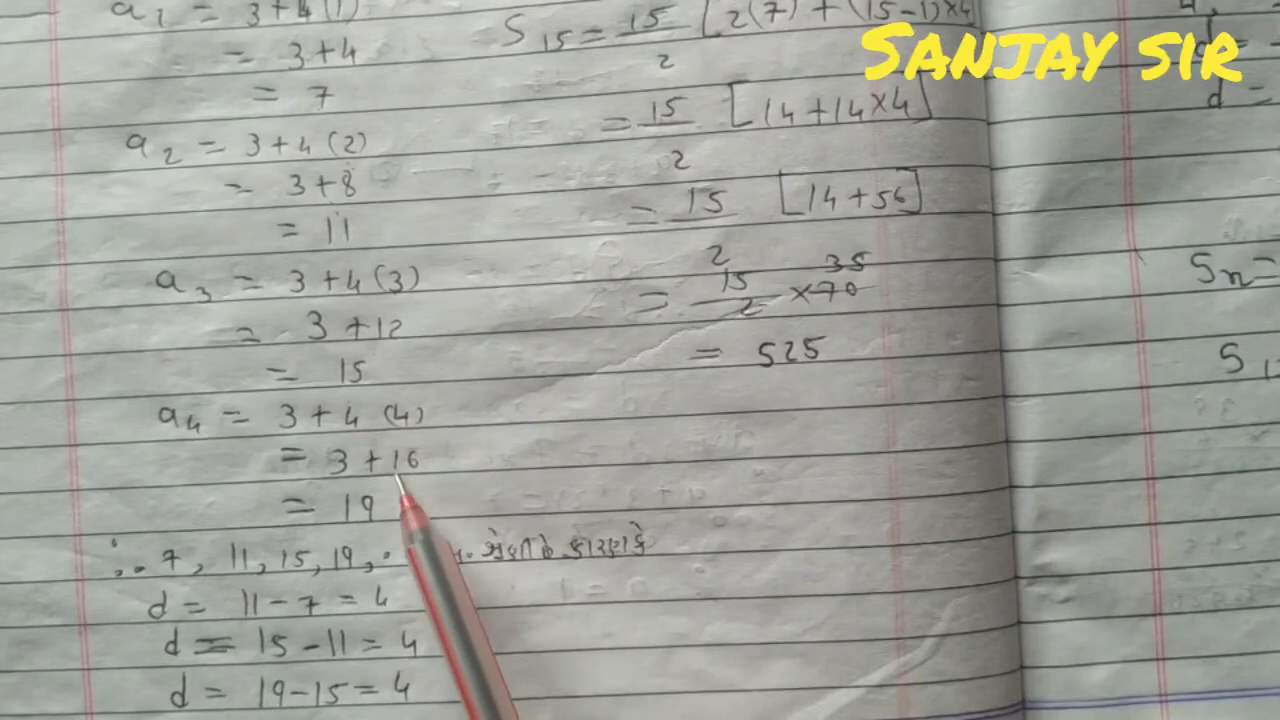 a1 = 3+4(1)
= 3+4
= 7
a2 = 3+4(2)
= 3+8
= 11
a3 = 3+4(3)
= 3+12
= 15
a4 = 3+4(4)
= 3+16
= 19
∴ 7, 11, 15, 19, .
d = 11-7 = 4
d = 15-11 = 4
d = 19-15 = 4
S15 = 15/2 [2(7) + (15-1)×4]
= 15/2 [14+14×4]
= 15/2 [14+56]
= 15/2 ×70 35
= 525
SANJAY SIR
d =
d =
Sn =
S1